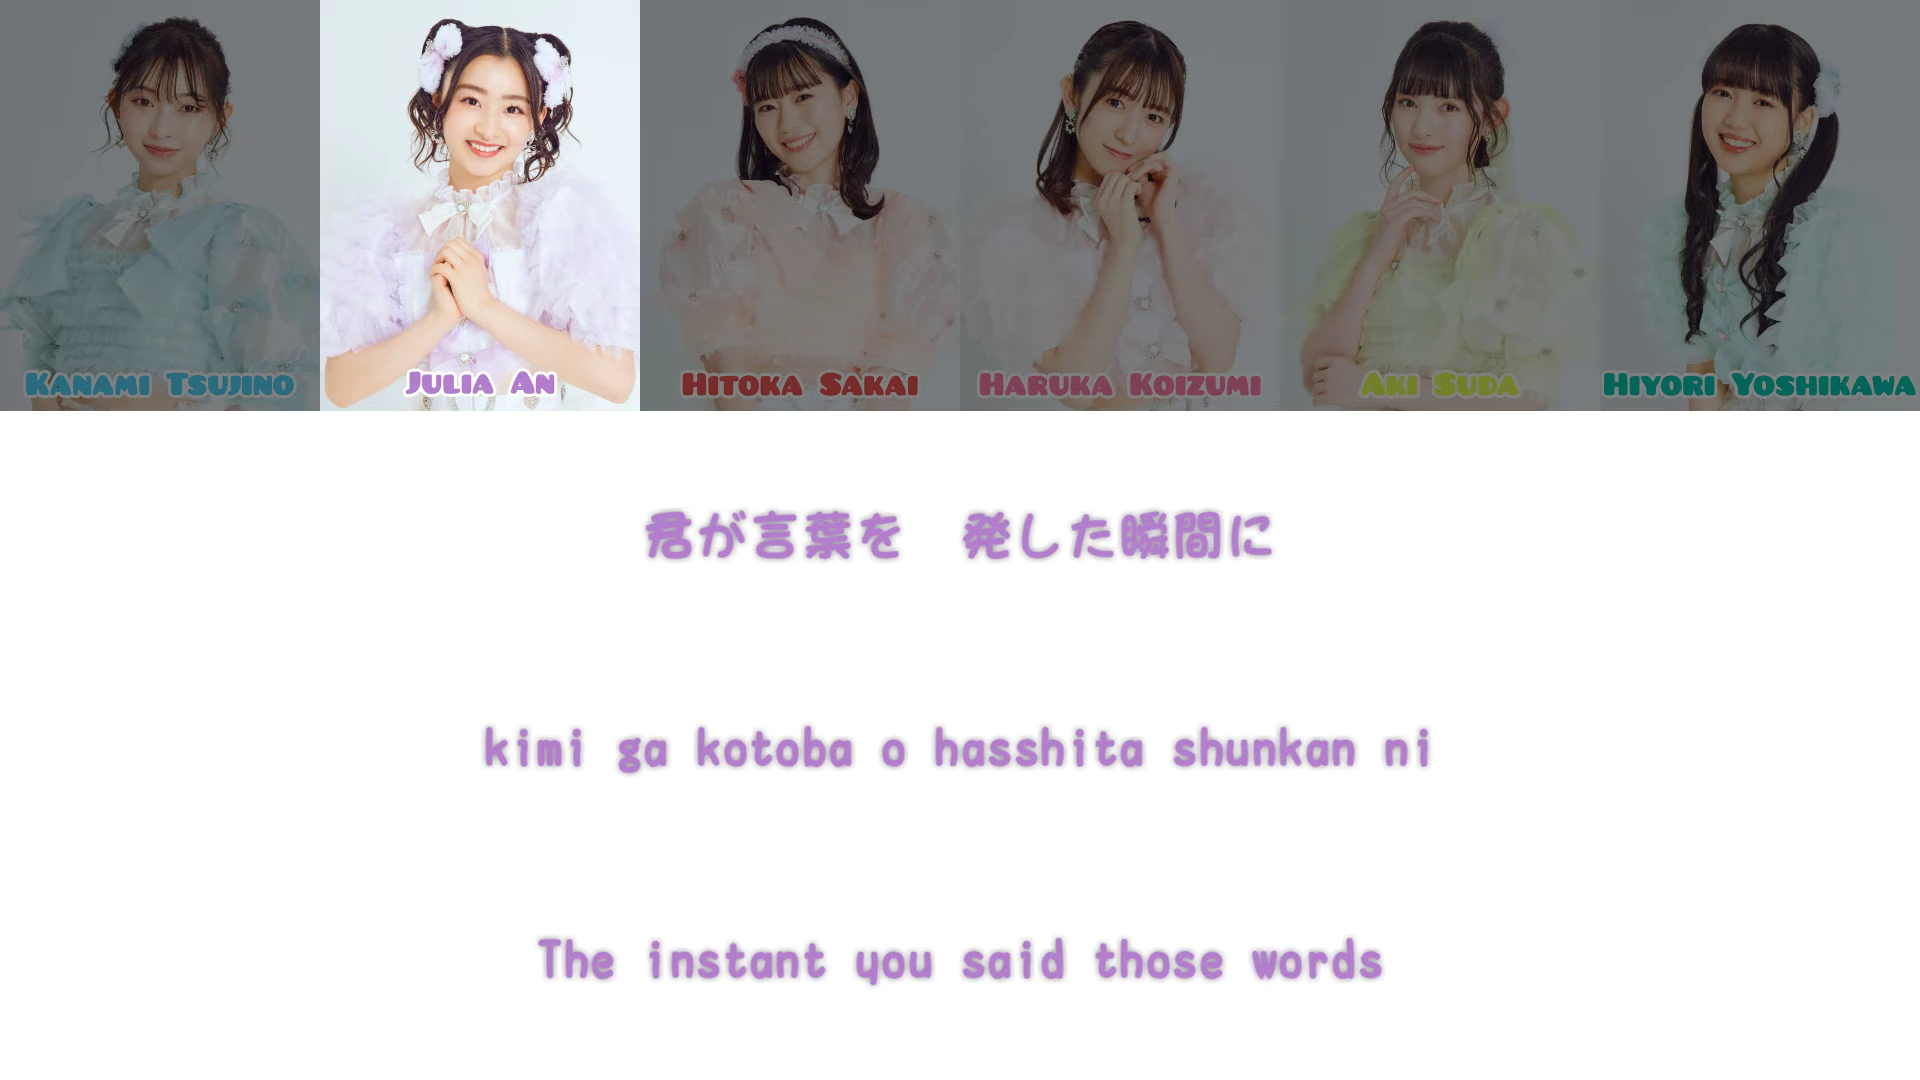 Kanami Tsujino
Julia An
Hitoka Sakai
Haruka Koizumi
Aki Suda
Hiyori Yoshikawa
君が言葉を　発した瞬間に
kimi ga kotoba o hasshita shunkan ni
The instant you said those words